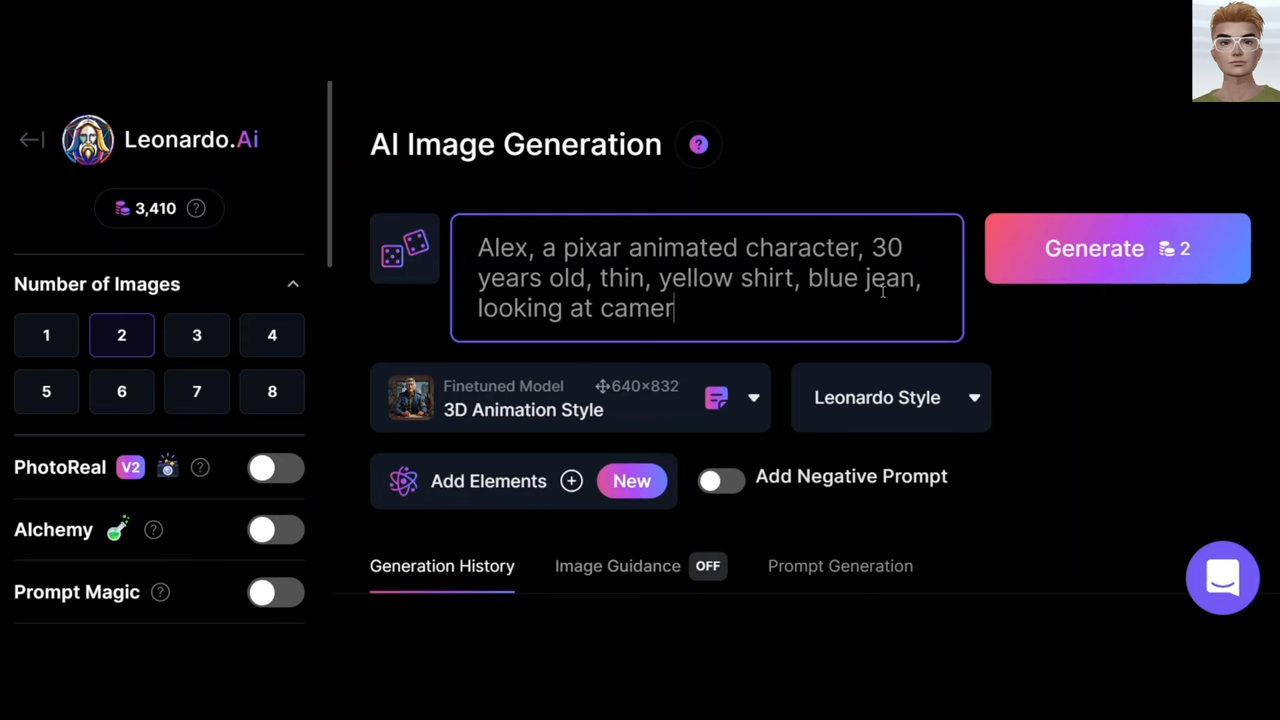 Leonardo.Ai
3,410 ?
Number of Images
1 2 3 4
5 6 7 8
PhotoReal V2 ?
Alchemy ?
Prompt Magic ?
AI Image Generation ?
Alex, a pixar animated character, 30
years old, thin, yellow shirt, blue jean,
looking at camer
Generate 2
Finetuned Model 640×832
3D Animation Style
Leonardo Style
Add Elements New
Add Negative Prompt
Generation History Image Guidance OFF Prompt Generation